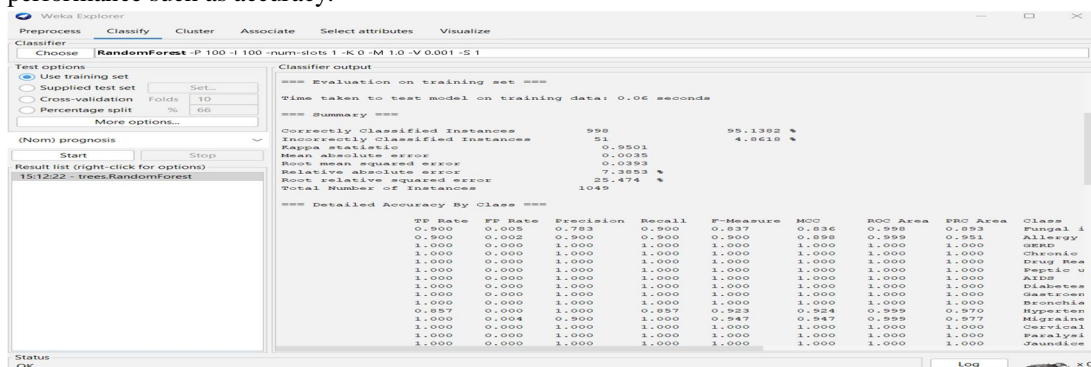 performance such as accuracy.
Weka Explorer
Preprocess Classify Cluster Associate Select attributes Visualize
Classifier
Choose RandomForest -P 100 -I 100 -num-slots 1 -K 0 -M 1.0 -V 0.001 -S 1
Test options
Use training set
Supplied test set Set...
Cross-validation Folds 10
Percentage split % 66
More options...
(Nom) prognosis
Start Stop
Result list (right-click for options)
15:12:22 - trees.RandomForest
Classifier output
=== Evaluation on training set ===
Time taken to test model on training data: 0.06 seconds
=== Summary ===
Correctly Classified Instances 998 95.1382 %
Incorrectly Classified Instances 51 4.8618 %
Kappa statistic 0.9501
Mean absolute error 0.0035
Root mean squared error 0.0393
Relative absolute error 7.3853 %
Root relative squared error 25.474 %
Total Number of Instances 1049
=== Detailed Accuracy By Class ===
TP Rate FP Rate Precision Recall F-Measure MCC ROC Area PRC Area Class
0.900 0.005 0.783 0.900 0.837 0.836 0.998 0.893 Fungal i
0.900 0.002 0.900 0.900 0.900 0.898 0.999 0.951 Allergy
1.000 0.000 1.000 1.000 1.000 1.000 1.000 1.000 GERD
1.000 0.000 1.000 1.000 1.000 1.000 1.000 1.000 Chronic
1.000 0.000 1.000 1.000 1.000 1.000 1.000 1.000 Drug Rea
1.000 0.000 1.000 1.000 1.000 1.000 1.000 1.000 Peptic u
1.000 0.000 1.000 1.000 1.000 1.000 1.000 1.000 AIDS
1.000 0.000 1.000 1.000 1.000 1.000 1.000 1.000 Diabetes
1.000 0.000 1.000 1.000 1.000 1.000 1.000 1.000 Gastroen
1.000 0.000 1.000 1.000 1.000 1.000 1.000 1.000 Bronchia
0.857 0.000 1.000 0.857 0.923 0.924 0.999 0.970 Hyperten
1.000 0.004 0.900 1.000 0.947 0.947 0.999 0.977 Migraine
1.000 0.000 1.000 1.000 1.000 1.000 1.000 1.000 Cervical
1.000 0.000 1.000 1.000 1.000 1.000 1.000 1.000 Paralysi
1.000 0.000 1.000 1.000 1.000 1.000 1.000 1.000 Jaundice
Status
OK
Log
x 0